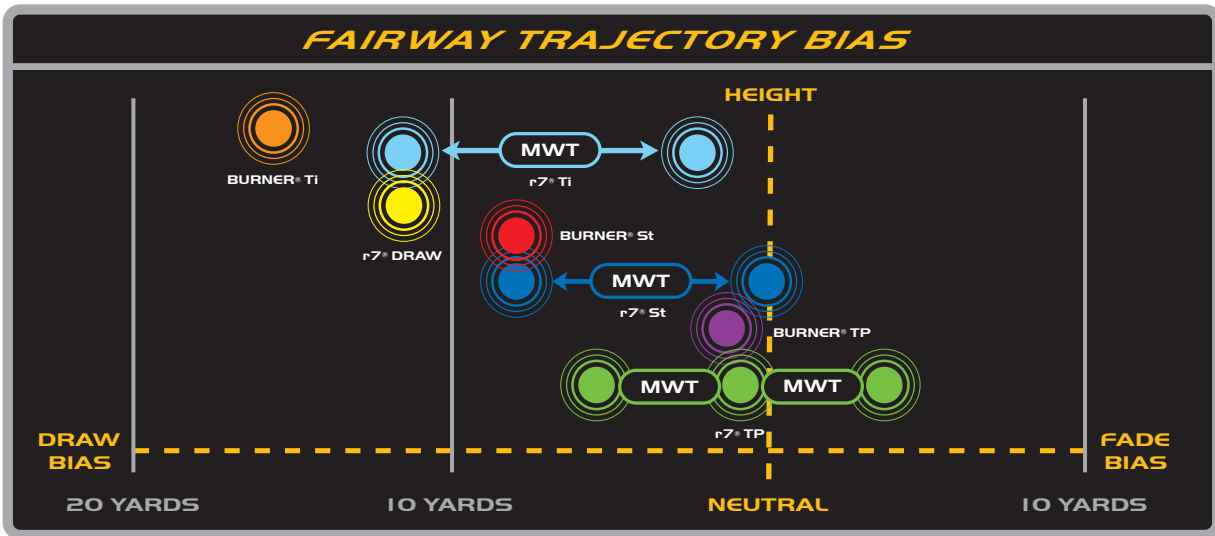 FAIRWAY TRAJECTORY BIAS
HEIGHT
MWT
BURNER® Ti
r7® Ti
BURNER® St
r7® DRAW
MWT
r7® St
BURNER® TP
MWT
MWT
r7® TP
DRAW
BIAS
FADE
BIAS
20 YARDS
10 YARDS
NEUTRAL
10 YARDS